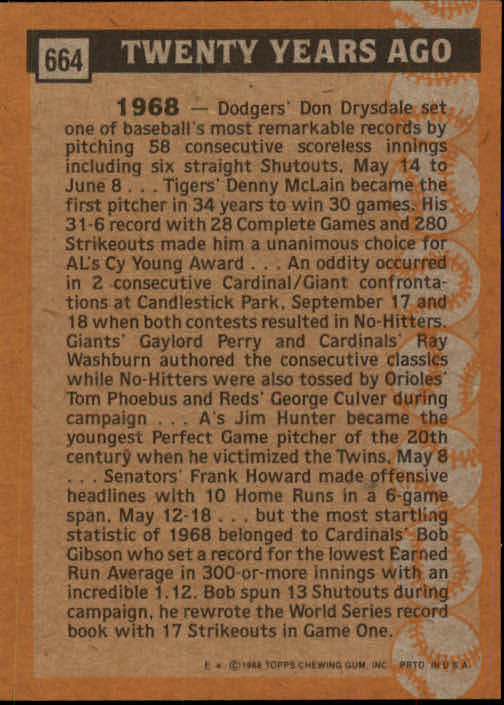 664 TWENTY YEARS AGO
1968 — Dodgers' Don Drysdale set
one of baseball's most remarkable records by
pitching 58 consecutive scoreless innings
including six straight Shutouts, May 14 to
June 8 . . . Tigers' Denny McLain became the
first pitcher in 34 years to win 30 games. His
31-6 record with 28 Complete Games and 280
Strikeouts made him a unanimous choice for
AL's Cy Young Award . . . An oddity occurred
in 2 consecutive Cardinal/Giant confronta-
tions at Candlestick Park, September 17 and
18 when both contests resulted in No-Hitters.
Giants' Gaylord Perry and Cardinals' Ray
Washburn authored the consecutive classics
while No-Hitters were also tossed by Orioles'
Tom Phoebus and Reds' George Culver during
campaign . . . A's Jim Hunter became the
youngest Perfect Game pitcher of the 20th
century when he victimized the Twins, May 8
. . . Senators' Frank Howard made offensive
headlines with 10 Home Runs in a 6-game
span, May 12-18 . . . but the most startling
statistic of 1968 belonged to Cardinals' Bob
Gibson who set a record for the lowest Earned
Run Average in 300-or-more innings with an
incredible 1.12. Bob spun 13 Shutouts during
campaign, he rewrote the World Series record
book with 17 Strikeouts in Game One.
©1988 TOPPS CHEWING GUM, INC. PRTD. IN U.S.A.